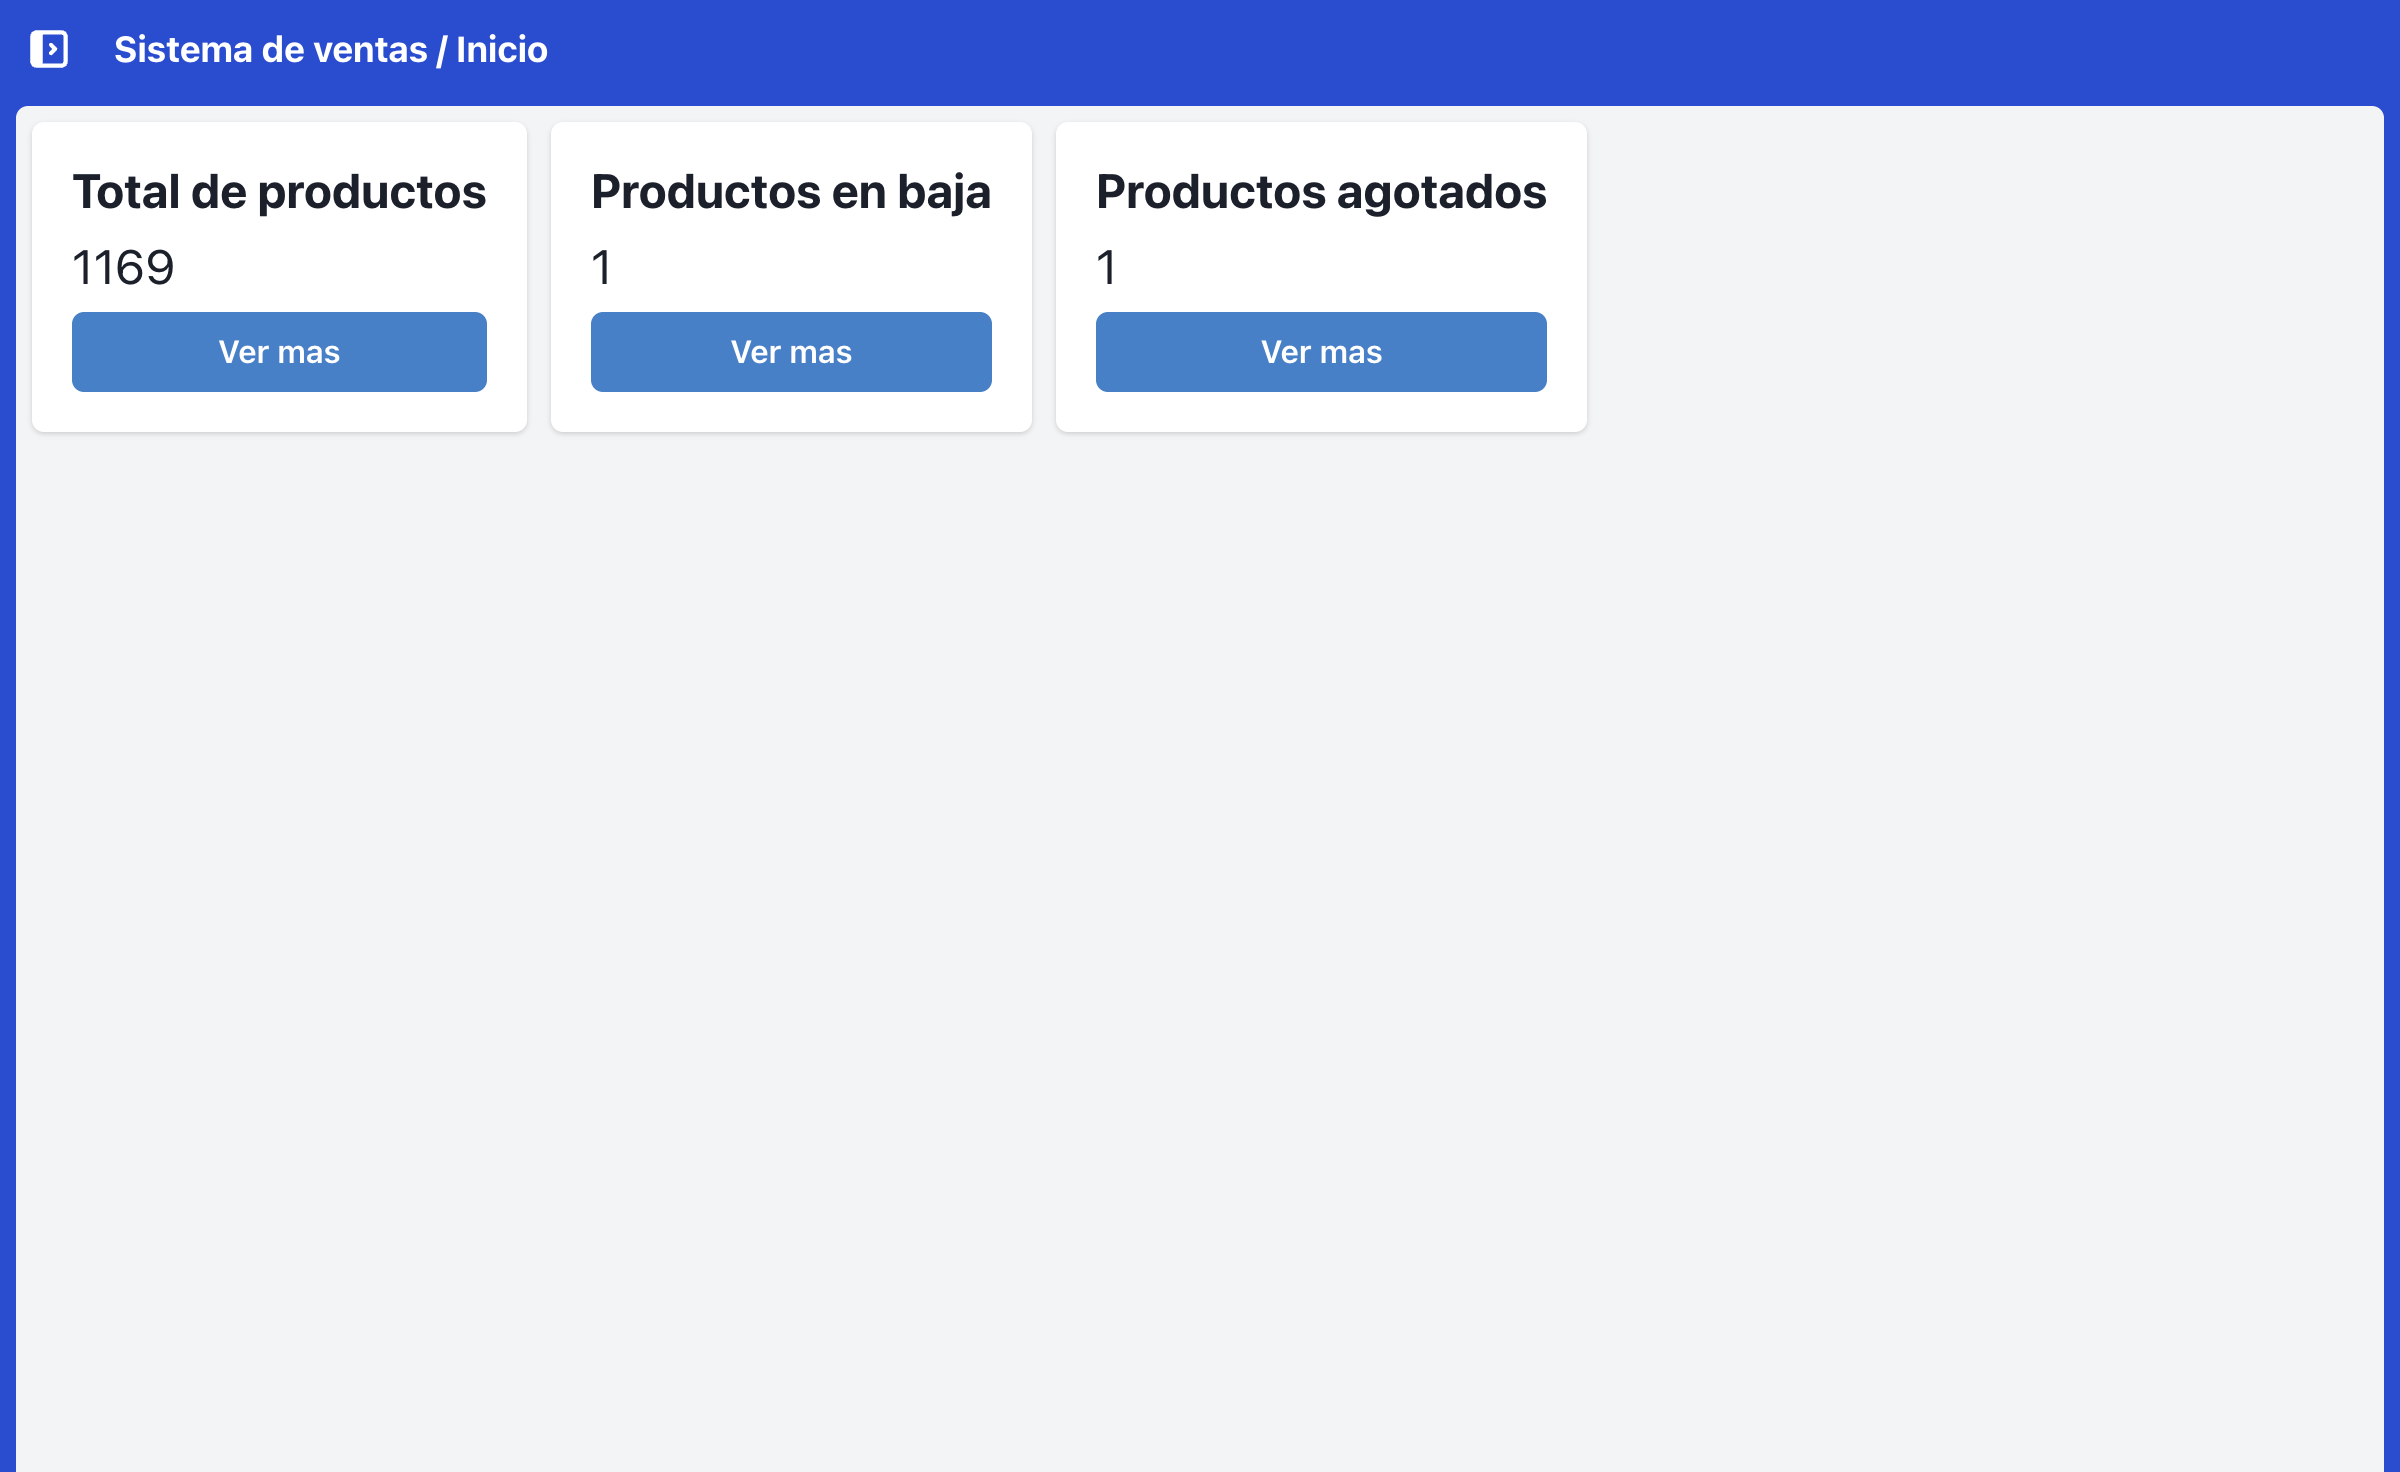 Sistema de ventas / Inicio
Total de productos
1169
Ver mas
Productos en baja
1
Ver mas
Productos agotados
1
Ver mas